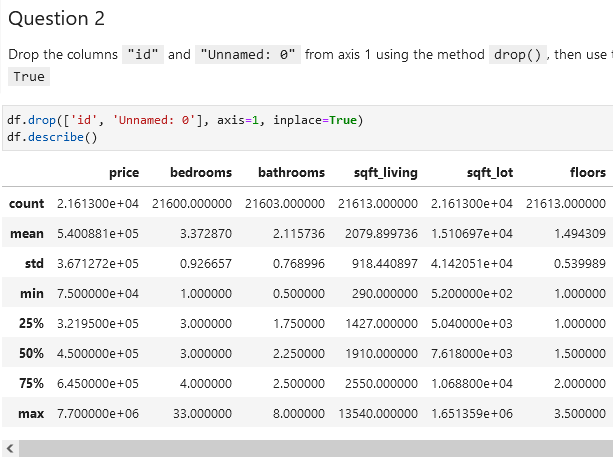 Question 2
Drop the columns "id" and "Unnamed: 0" from axis 1 using the method drop() , then use
True
df.drop(['id', 'Unnamed: 0'], axis=1, inplace=True)
df.describe()
price bedrooms bathrooms sqft_living sqft_lot floors
count 2.161300e+04 21600.000000 21603.000000 21613.000000 2.161300e+04 21613.000000
mean 5.400881e+05 3.372870 2.115736 2079.899736 1.510697e+04 1.494309
std 3.671272e+05 0.926657 0.768996 918.440897 4.142051e+04 0.539989
min 7.500000e+04 1.000000 0.500000 290.000000 5.200000e+02 1.000000
25% 3.219500e+05 3.000000 1.750000 1427.000000 5.040000e+03 1.000000
50% 4.500000e+05 3.000000 2.250000 1910.000000 7.618000e+03 1.500000
75% 6.450000e+05 4.000000 2.500000 2550.000000 1.068800e+04 2.000000
max 7.700000e+06 33.000000 8.000000 13540.000000 1.651359e+06 3.500000